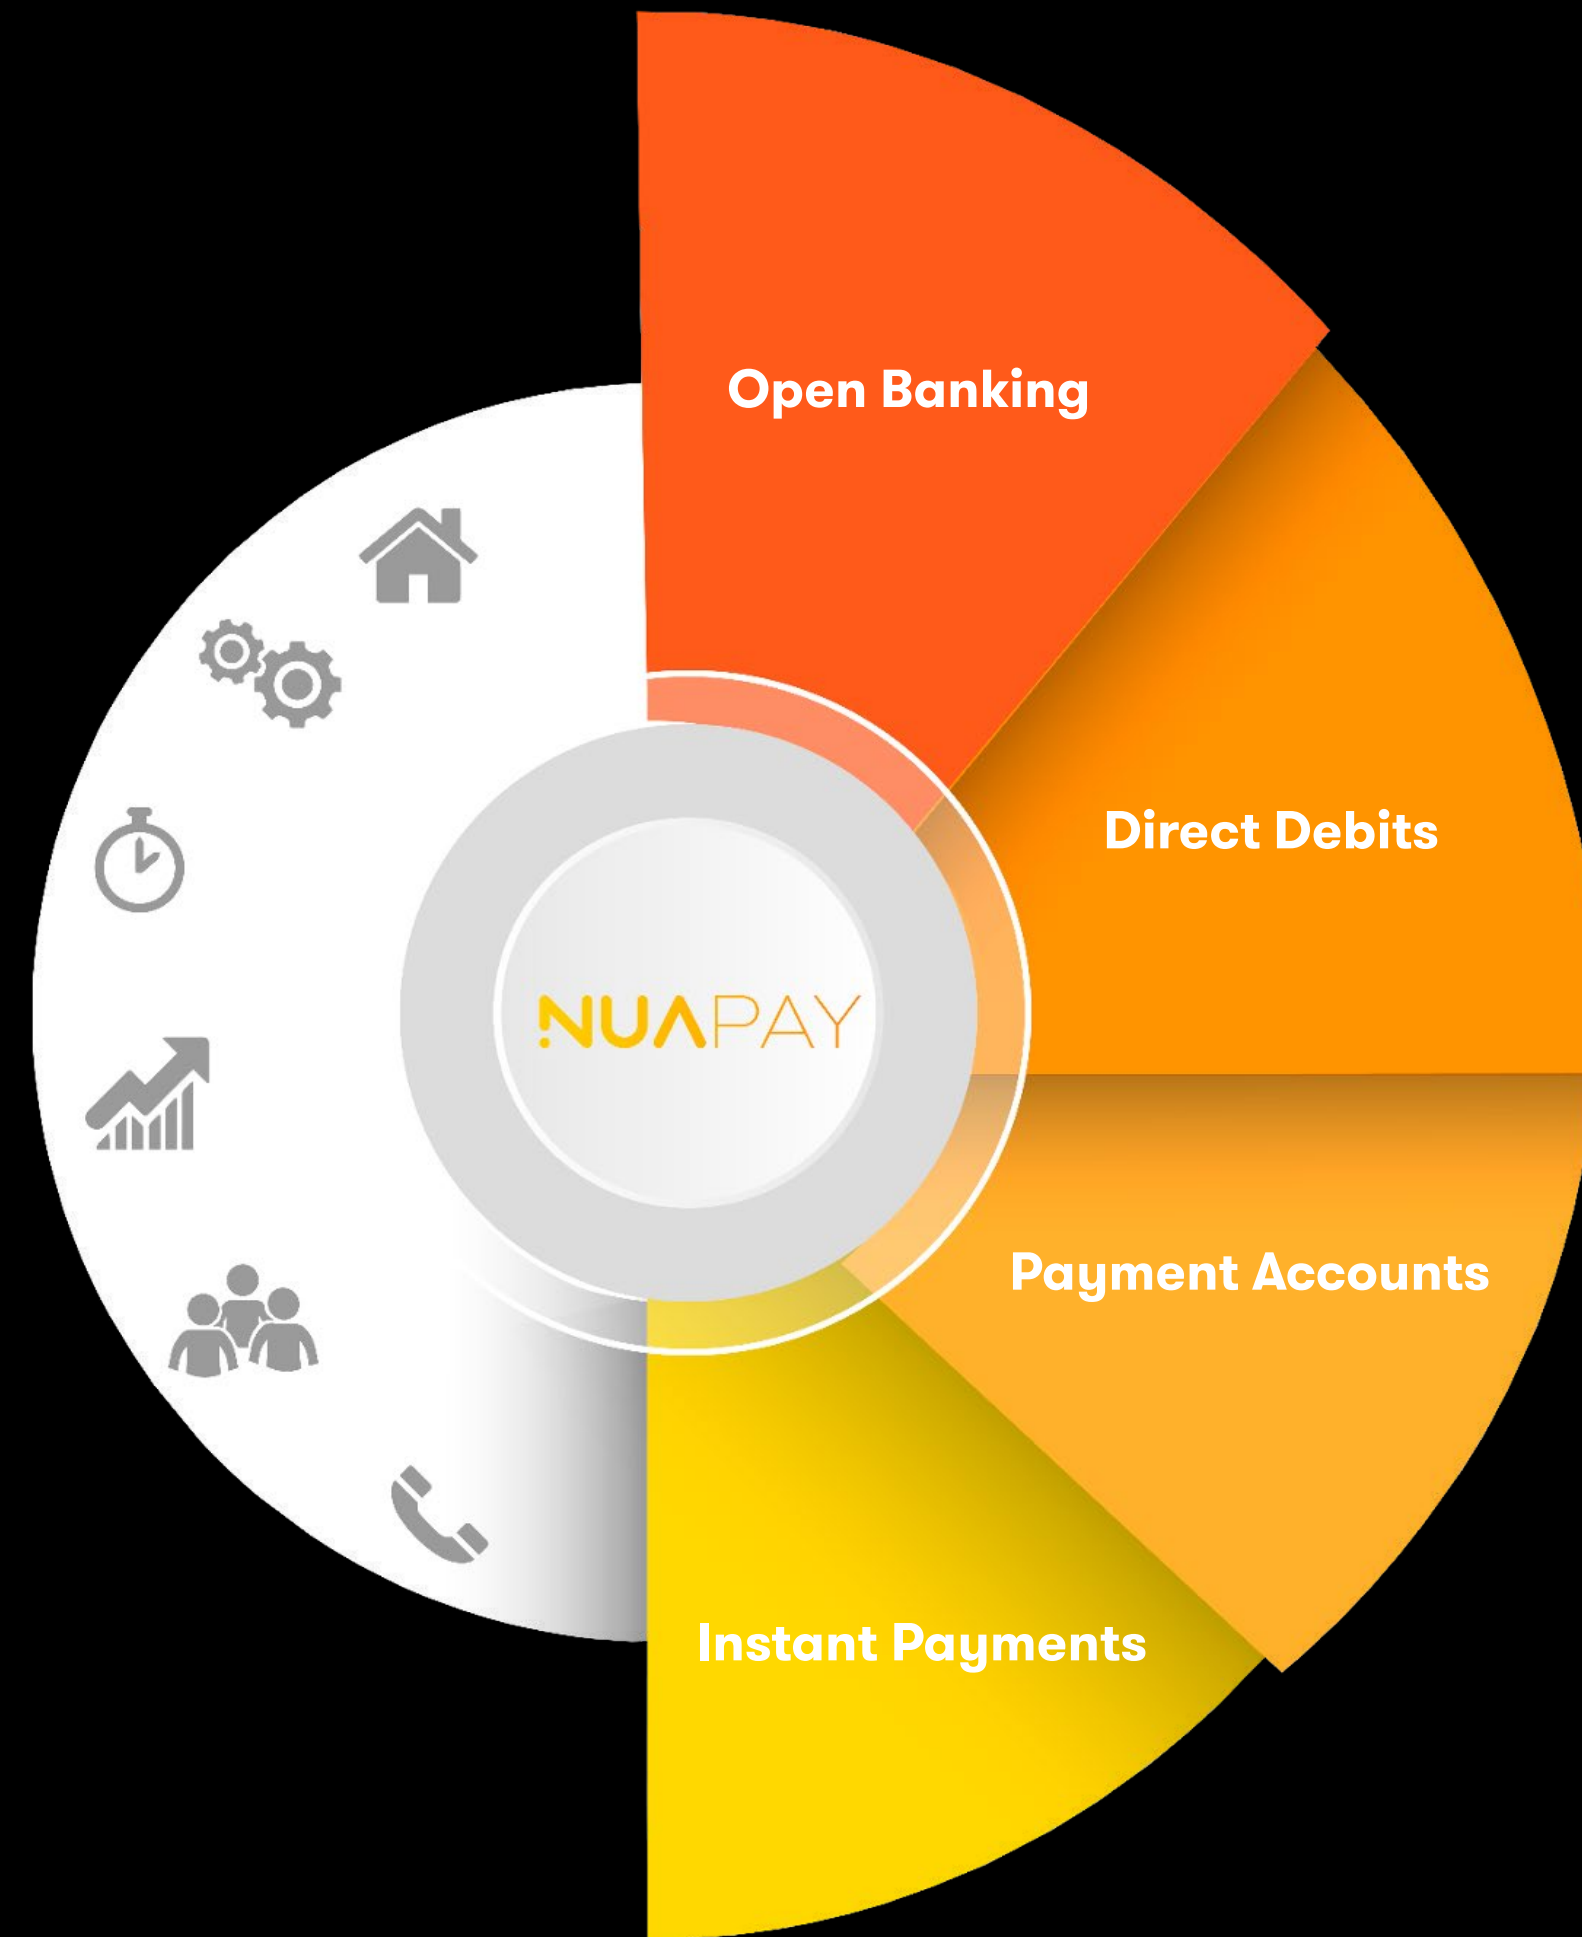 Open Banking
Direct Debits
NUAPAY
Payment Accounts
Instant Payments